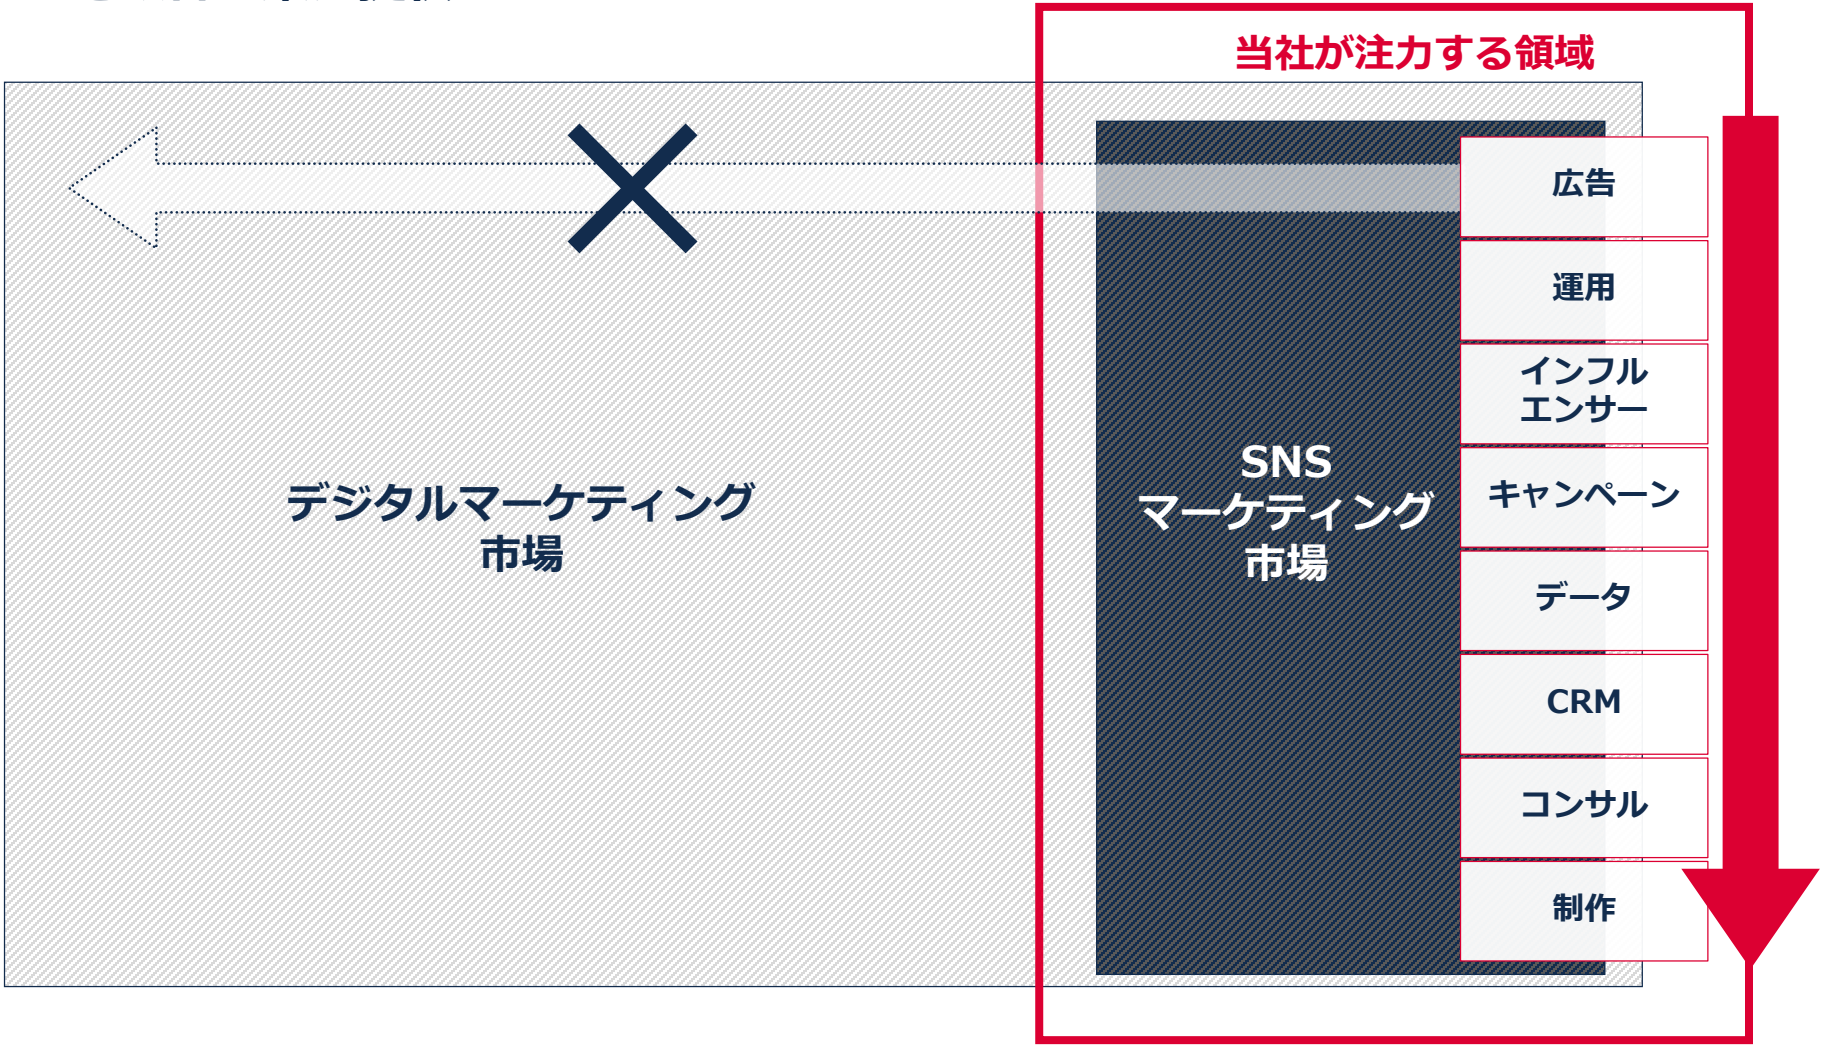 当社が注力する領域
広告
運用
インフル
エンサー
キャンペーン
データ
CRM
コンサル
制作
SNS
マーケティング
市場
デジタルマーケティング
市場